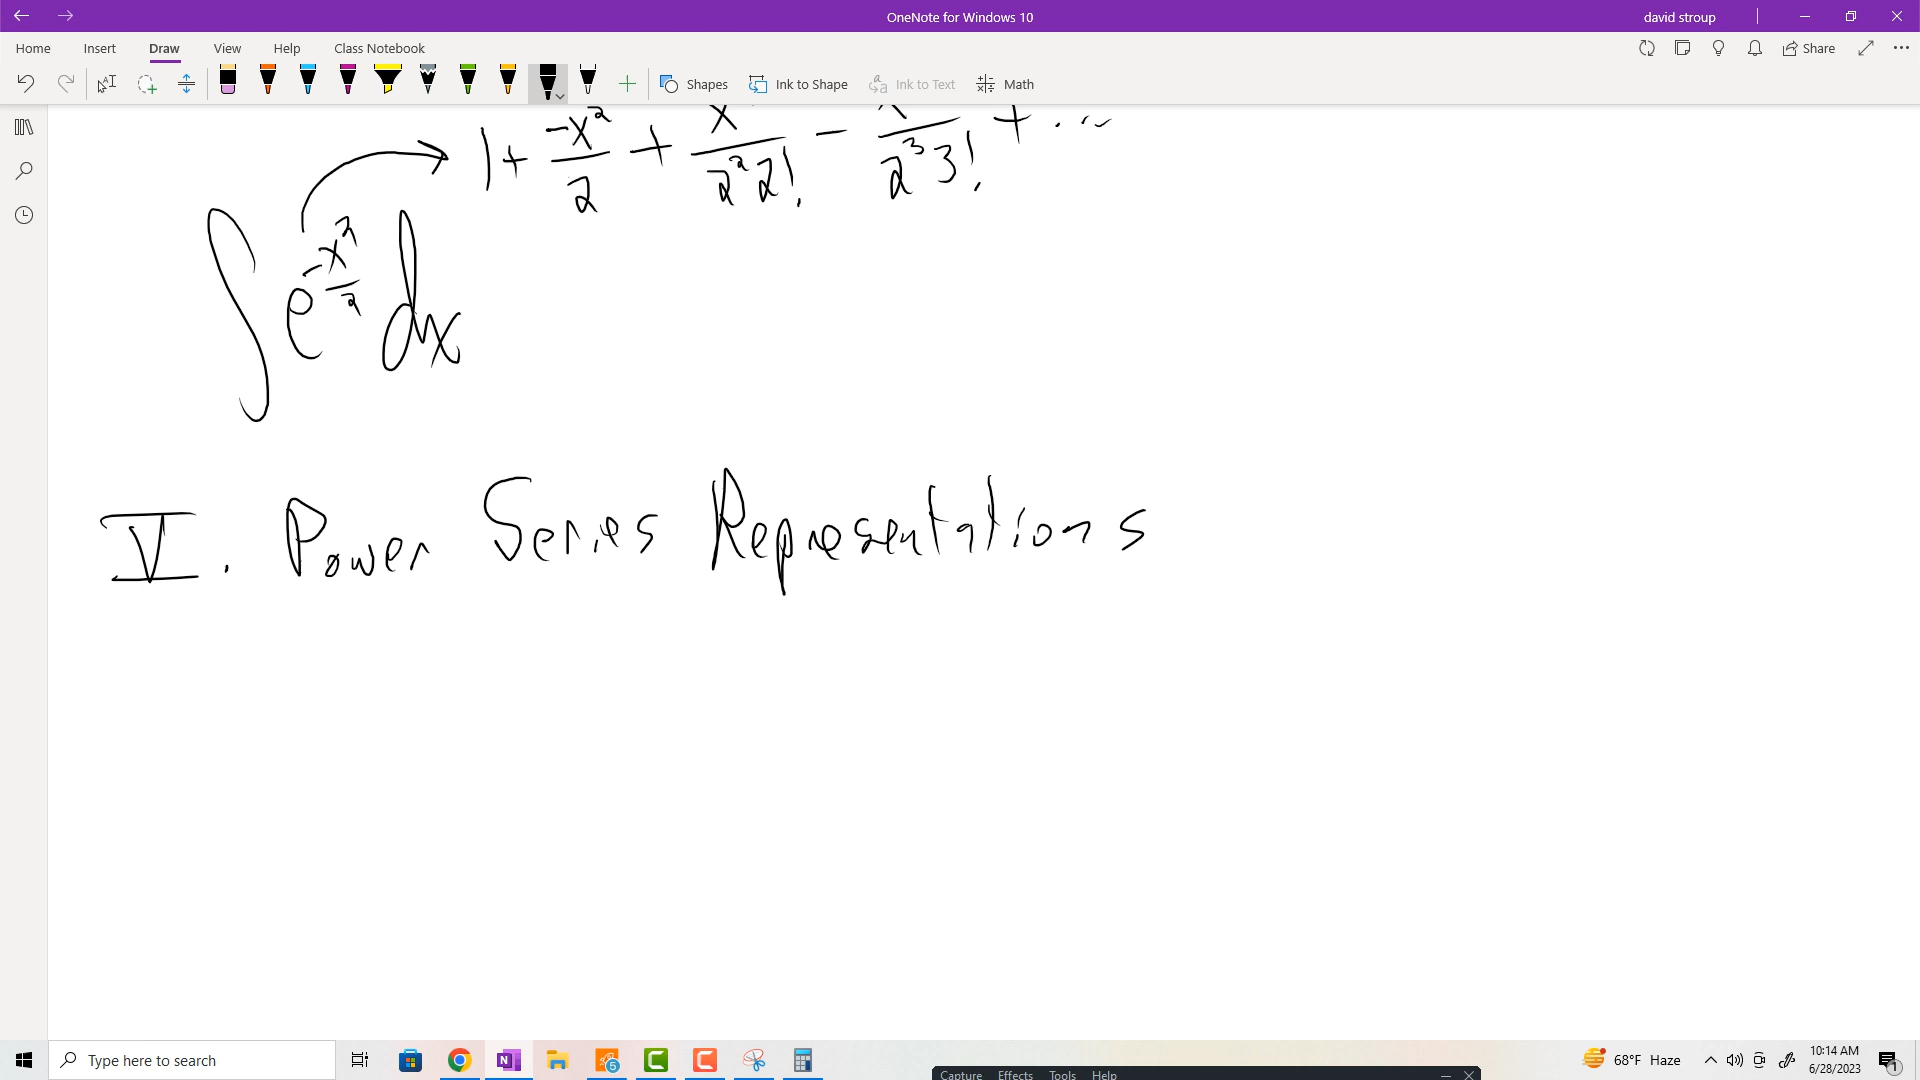 OneNote for Windows 10
david stroup
Home Insert Draw View Help Class Notebook
Share
Shapes Ink to Shape Ink to Text Math
1 + -x²/2 + x/2²2! - x/2³3! + ...
∫e^(-x²/2) dx
V. Power Series Representations
Type here to search
5
68°F Haze
10:14 AM
6/28/2023
1
Capture Effects Tools Help